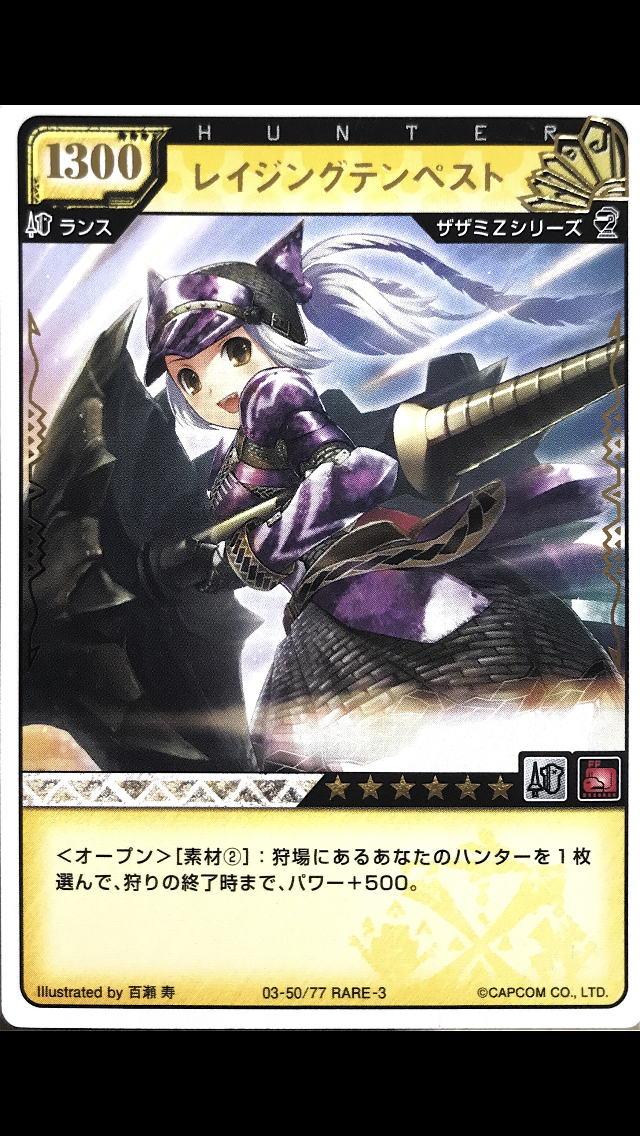 HUNTER
1300
レイジングテンペスト
ランス
ザザミZシリーズ
FF
<オープン>[素材②]：狩場にあるあなたのハンターを1枚
選んで、狩りの終了時まで、パワー+500。
Illustrated by 百瀬 寿
03-50/77 RARE-3
©CAPCOM CO., LTD.